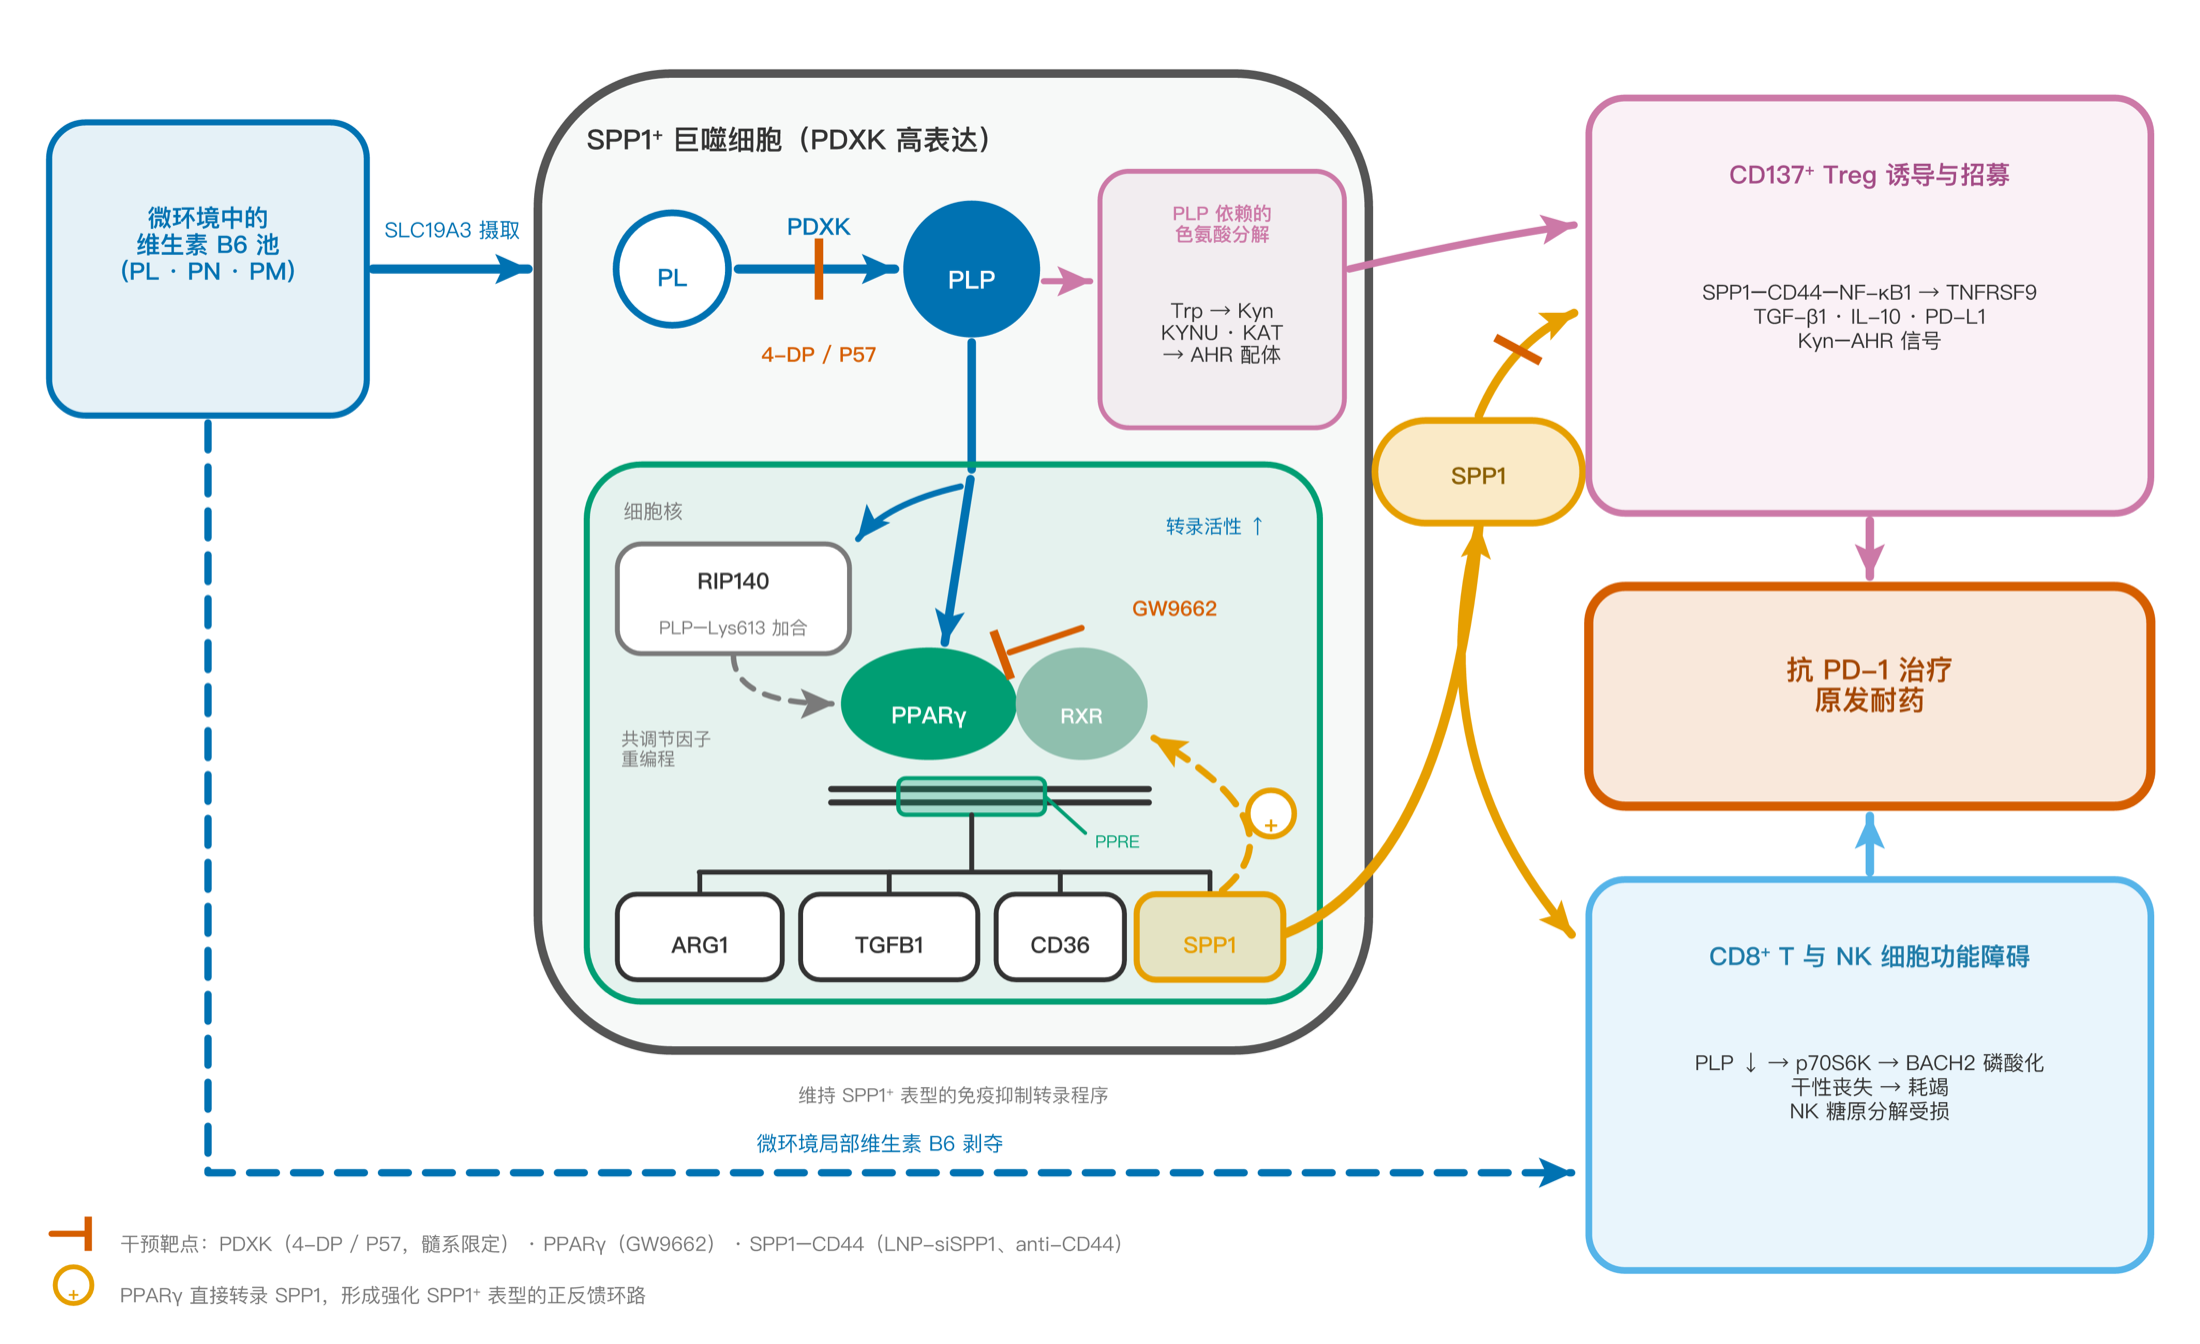 微环境中的
维生素 B6 池
(PL · PN · PM)
SLC19A3 摄取
SPP1⁺ 巨噬细胞（PDXK 高表达）
PL
PDXK
4–DP / P57
PLP
PLP 依赖的
色氨酸分解
Trp → Kyn
KYNU · KAT
→ AHR 配体
细胞核
转录活性 ↑
RIP140
PLP—Lys613 加合
GW9662
PPARγ
RXR
共调节因子
重编程
PPRE
+
ARG1
TGFB1
CD36
SPP1
SPP1
CD137⁺ Treg 诱导与招募
SPP1—CD44—NF–κB1 → TNFRSF9
TGF–β1 · IL–10 · PD–L1
Kyn—AHR 信号
抗 PD–1 治疗
原发耐药
CD8⁺ T 与 NK 细胞功能障碍
PLP ↓ → p70S6K → BACH2 磷酸化
干性丧失 → 耗竭
NK 糖原分解受损
维持 SPP1⁺ 表型的免疫抑制转录程序
微环境局部维生素 B6 剥夺
干预靶点：PDXK（4–DP / P57，髓系限定） · PPARγ（GW9662） · SPP1—CD44（LNP–siSPP1、anti–CD44）
+
PPARγ 直接转录 SPP1，形成强化 SPP1⁺ 表型的正反馈环路